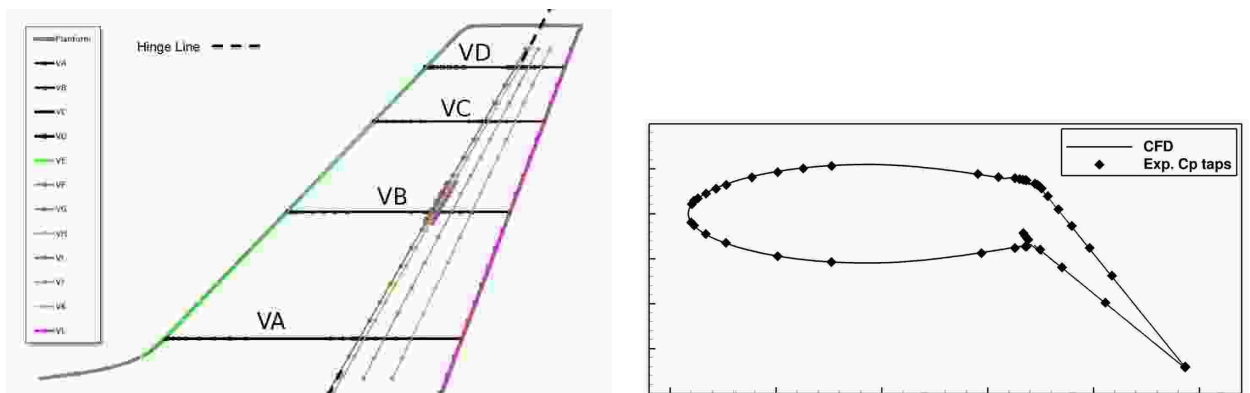 Planform
VA
VB
VC
VD
VE
VF
VG
VH
VI
VK
VL
Hinge Line
VD
VC
VB
VA
CFD
Exp. Cp taps